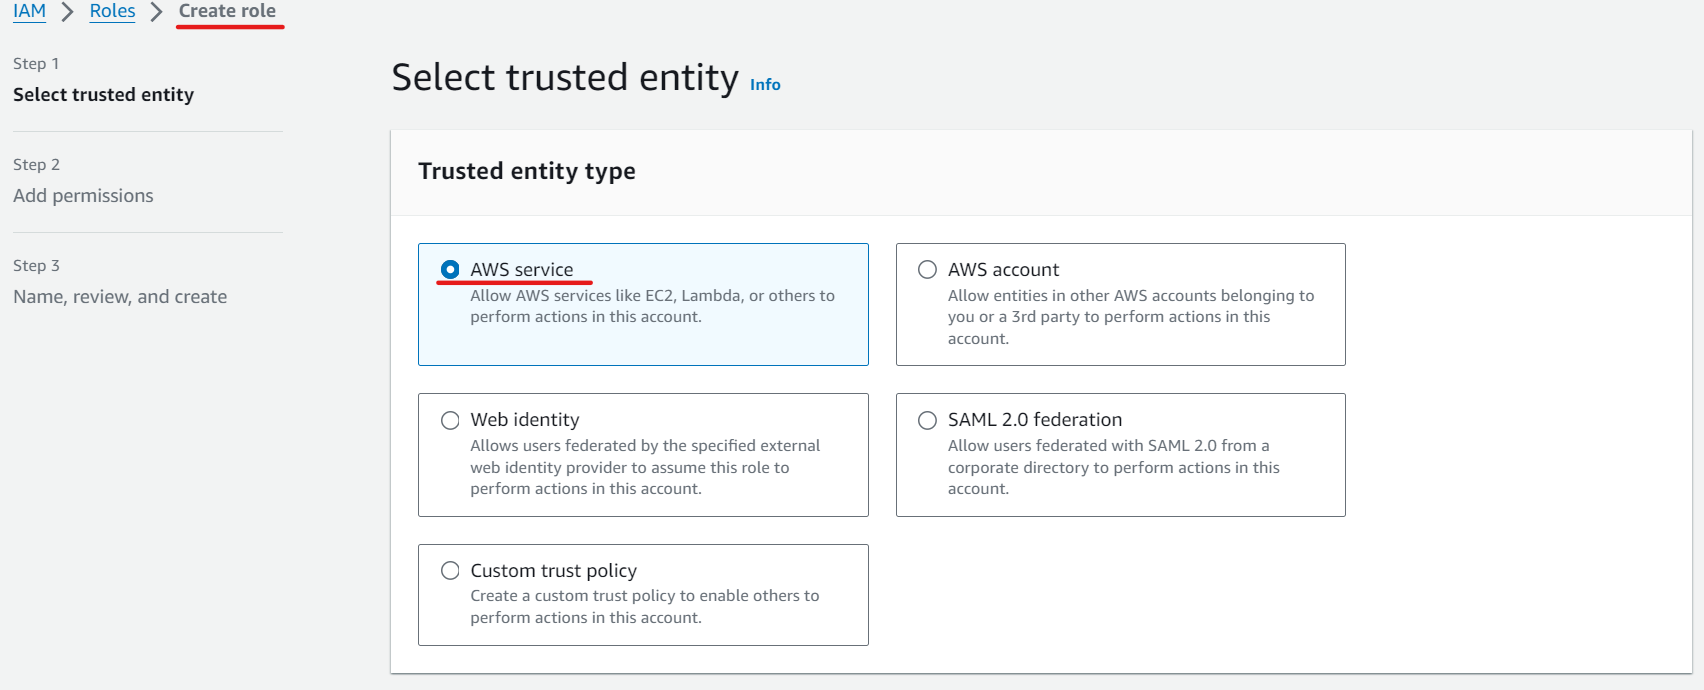 IAM > Roles > Create role
Step 1
Select trusted entity
Step 2
Add permissions
Step 3
Name, review, and create
Select trusted entity Info
Trusted entity type
AWS service
Allow AWS services like EC2, Lambda, or others to
perform actions in this account.
AWS account
Allow entities in other AWS accounts belonging to
you or a 3rd party to perform actions in this
account.
Web identity
Allows users federated by the specified external
web identity provider to assume this role to
perform actions in this account.
SAML 2.0 federation
Allow users federated with SAML 2.0 from a
corporate directory to perform actions in this
account.
Custom trust policy
Create a custom trust policy to enable others to
perform actions in this account.